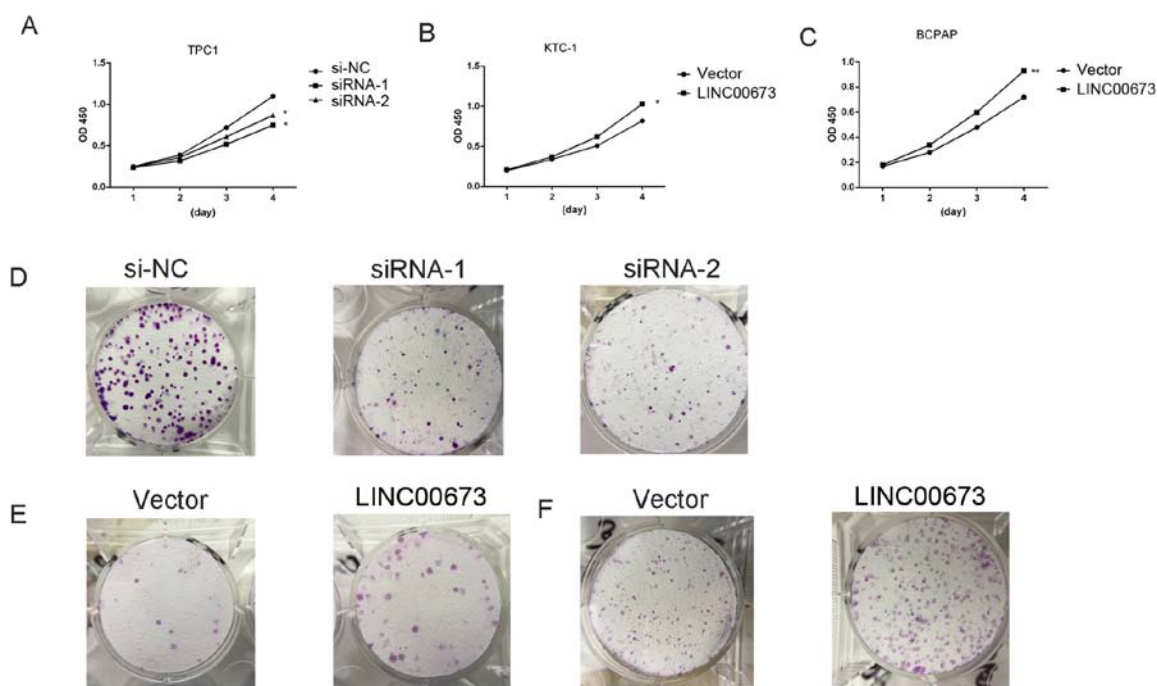 A
TPC1
OD 450
1.5
1.0
0.5
0.0
1 2 3 4
(day)
si-NC
siRNA-1
siRNA-2
*
*
B
KTC-1
OD 450
1.5
1.0
0.5
0.0
1 2 3 4
(day)
Vector
LINC00673
*
C
BCPAP
OD 450
1.0
0.8
0.6
0.4
0.2
0.0
1 2 3 4
(day)
Vector
LINC00673
**
D
si-NC siRNA-1 siRNA-2
E
Vector LINC00673
F
Vector LINC00673